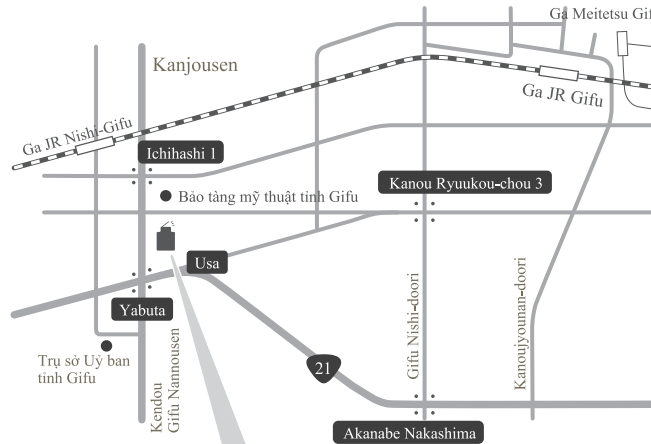 Ga Meitetsu Gifu
Kanjousen
Ga JR Gifu
Ga JR Nishi-Gifu
Ichihashi 1
Bảo tàng mỹ thuật tỉnh Gifu
Kanou Ryuukou-chou 3
Usa
Yabuta
Gifu Nishi-doori
Kanoujyounan-doori
Trụ sở Uỷ ban
tỉnh Gifu
Kendou
Gifu Nannousen
21
Akanabe Nakashima